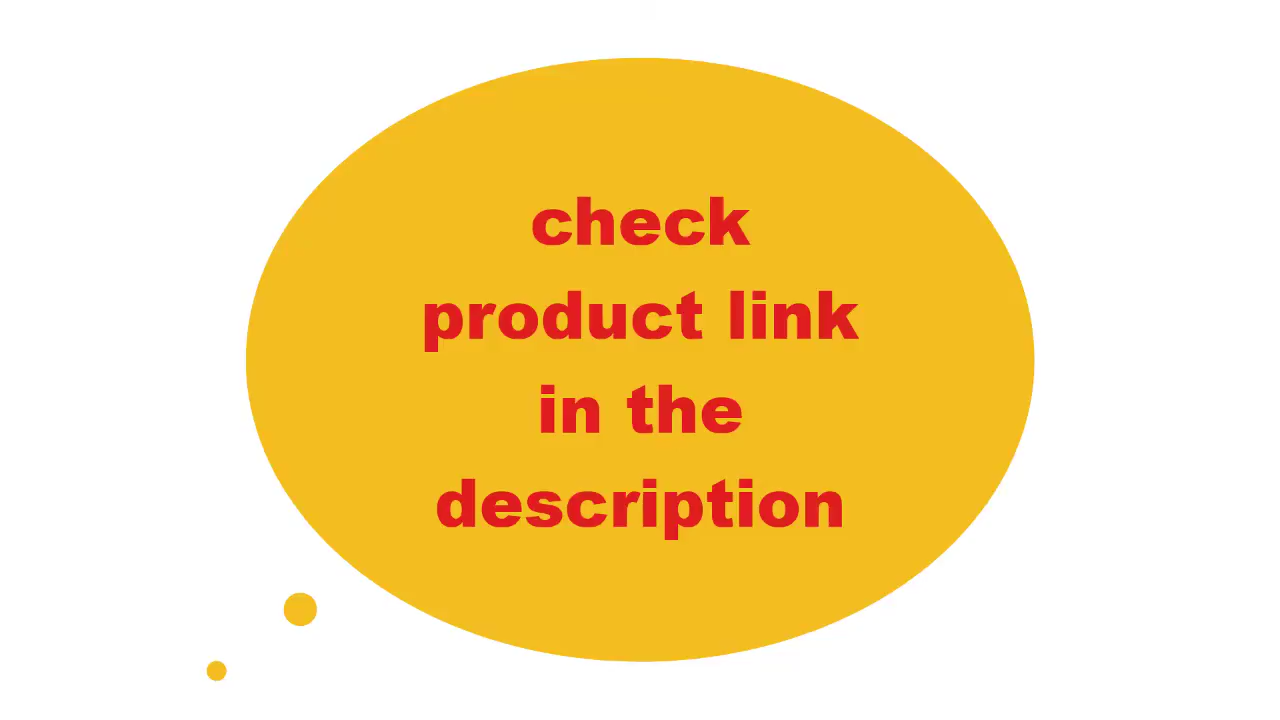 check
product link
in the
description